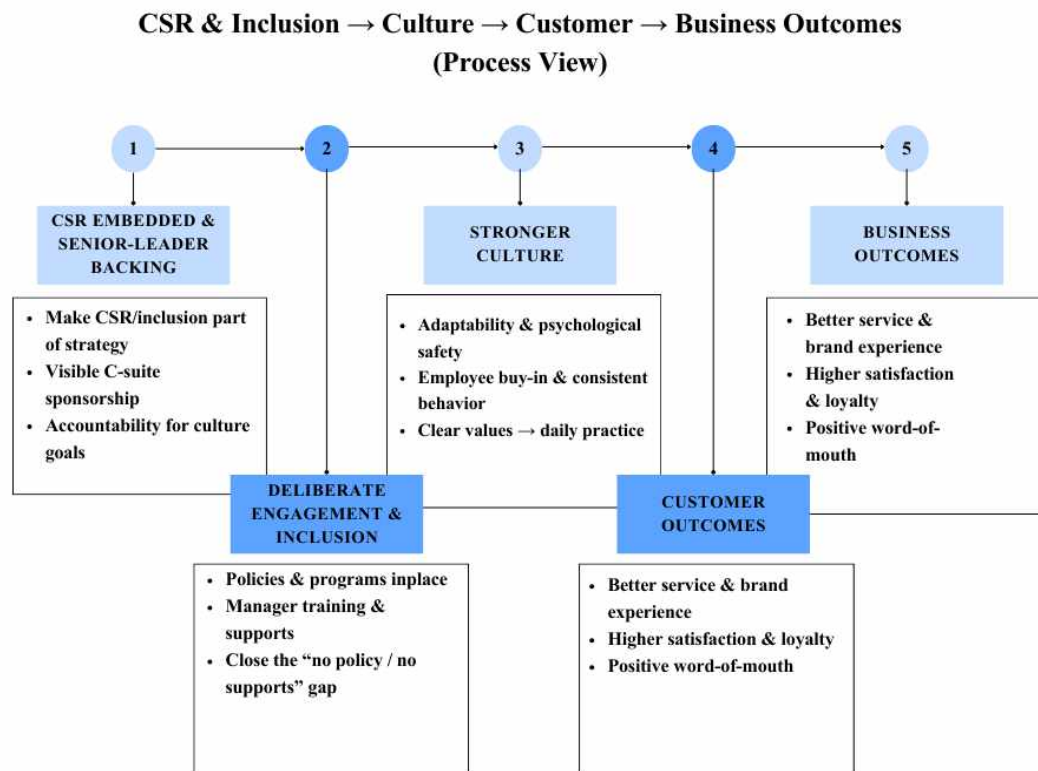 CSR & Inclusion → Culture → Customer → Business Outcomes
(Process View)
1
2
3
4
5
CSR EMBEDDED &
SENIOR-LEADER
BACKING
• Make CSR/inclusion part
of strategy
• Visible C-suite
sponsorship
• Accountability for culture
goals
DELIBERATE
ENGAGEMENT &
INCLUSION
• Policies & programs inplace
• Manager training &
supports
• Close the “no policy / no
supports” gap
STRONGER
CULTURE
• Adaptability & psychological
safety
• Employee buy-in & consistent
behavior
• Clear values → daily practice
CUSTOMER
OUTCOMES
• Better service & brand
experience
• Higher satisfaction & loyalty
• Positive word-of-mouth
BUSINESS
OUTCOMES
• Better service &
brand experience
• Higher satisfaction
& loyalty
• Positive word-of-
mouth